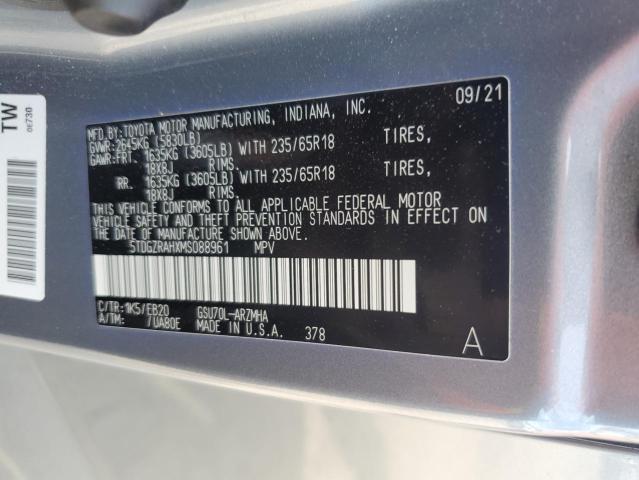 TW
0E730
MFD.BY:TOYOTA MOTOR MANUFACTURING, INDIANA, INC. 09/21
GVWR:2645KG (5830LB)
GAWR:FRT. 1635KG (3605LB) WITH 235/65R18 TIRES,
18X8J RIMS.
RR. 1635KG (3605LB) WITH 235/65R18 TIRES,
18X8J RIMS.
THIS VEHICLE CONFORMS TO ALL APPLICABLE FEDERAL MOTOR
VEHICLE SAFETY AND THEFT PREVENTION STANDARDS IN EFFECT ON
THE DATE OF MANUFACTURE SHOWN ABOVE.
5TDGZRAHXMS088961 MPV
C/TR:1K5/EB20 GSU70L-ARZMHA
A/TM: /UA80E MADE IN U.S.A. 378 A